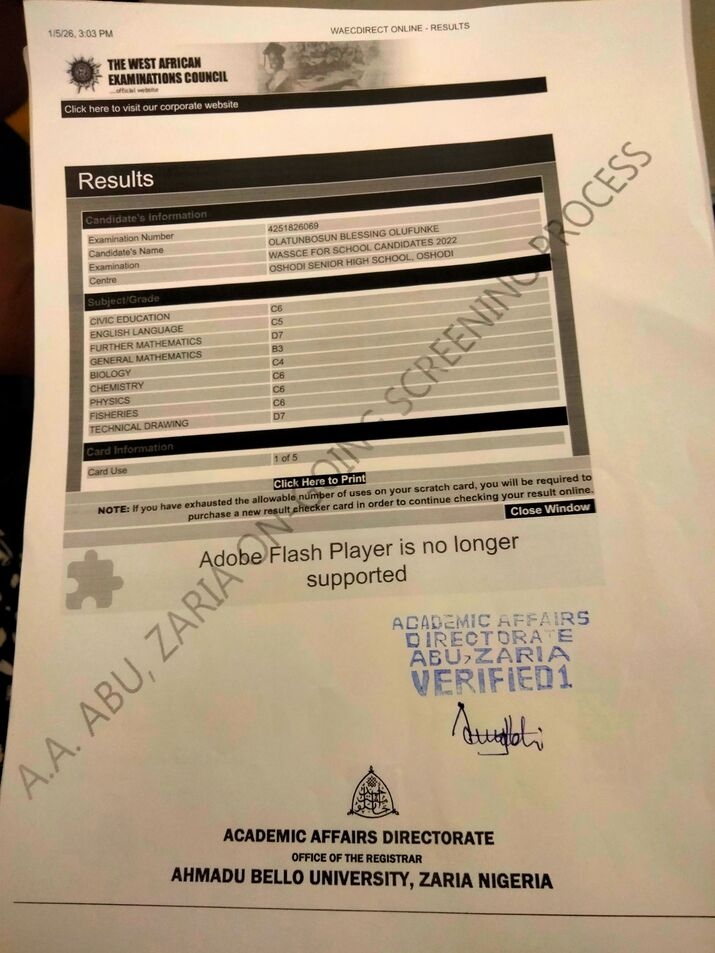 1/5/26, 3:03 PM
WAECDIRECT ONLINE - RESULTS
THE WEST AFRICAN
EXAMINATIONS COUNCIL
...official website
Click here to visit our corporate website
Results
Candidate's Information
Examination Number 4251826069
Candidate's Name OLATUNBOSUN BLESSING OLUFUNKE
Examination WASSCE FOR SCHOOL CANDIDATES 2022
Centre OSHODI SENIOR HIGH SCHOOL, OSHODI
Subject/Grade
CIVIC EDUCATION C6
ENGLISH LANGUAGE C5
FURTHER MATHEMATICS D7
GENERAL MATHEMATICS B3
BIOLOGY C4
CHEMISTRY C6
PHYSICS C6
FISHERIES C6
TECHNICAL DRAWING D7
Card Information
Card Use 1 of 5
Click Here to Print
NOTE: If you have exhausted the allowable number of uses on your scratch card, you will be required to
purchase a new result checker card in order to continue checking your result online.
Close Window
Adobe Flash Player is no longer
supported
A.A. ABU, ZARIA ON-GOING SCREENING PROCESS
ACADEMIC AFFAIRS
DIRECTORATE
ABU, ZARIA
VERIFIED1
ACADEMIC AFFAIRS DIRECTORATE
OFFICE OF THE REGISTRAR
AHMADU BELLO UNIVERSITY, ZARIA NIGERIA